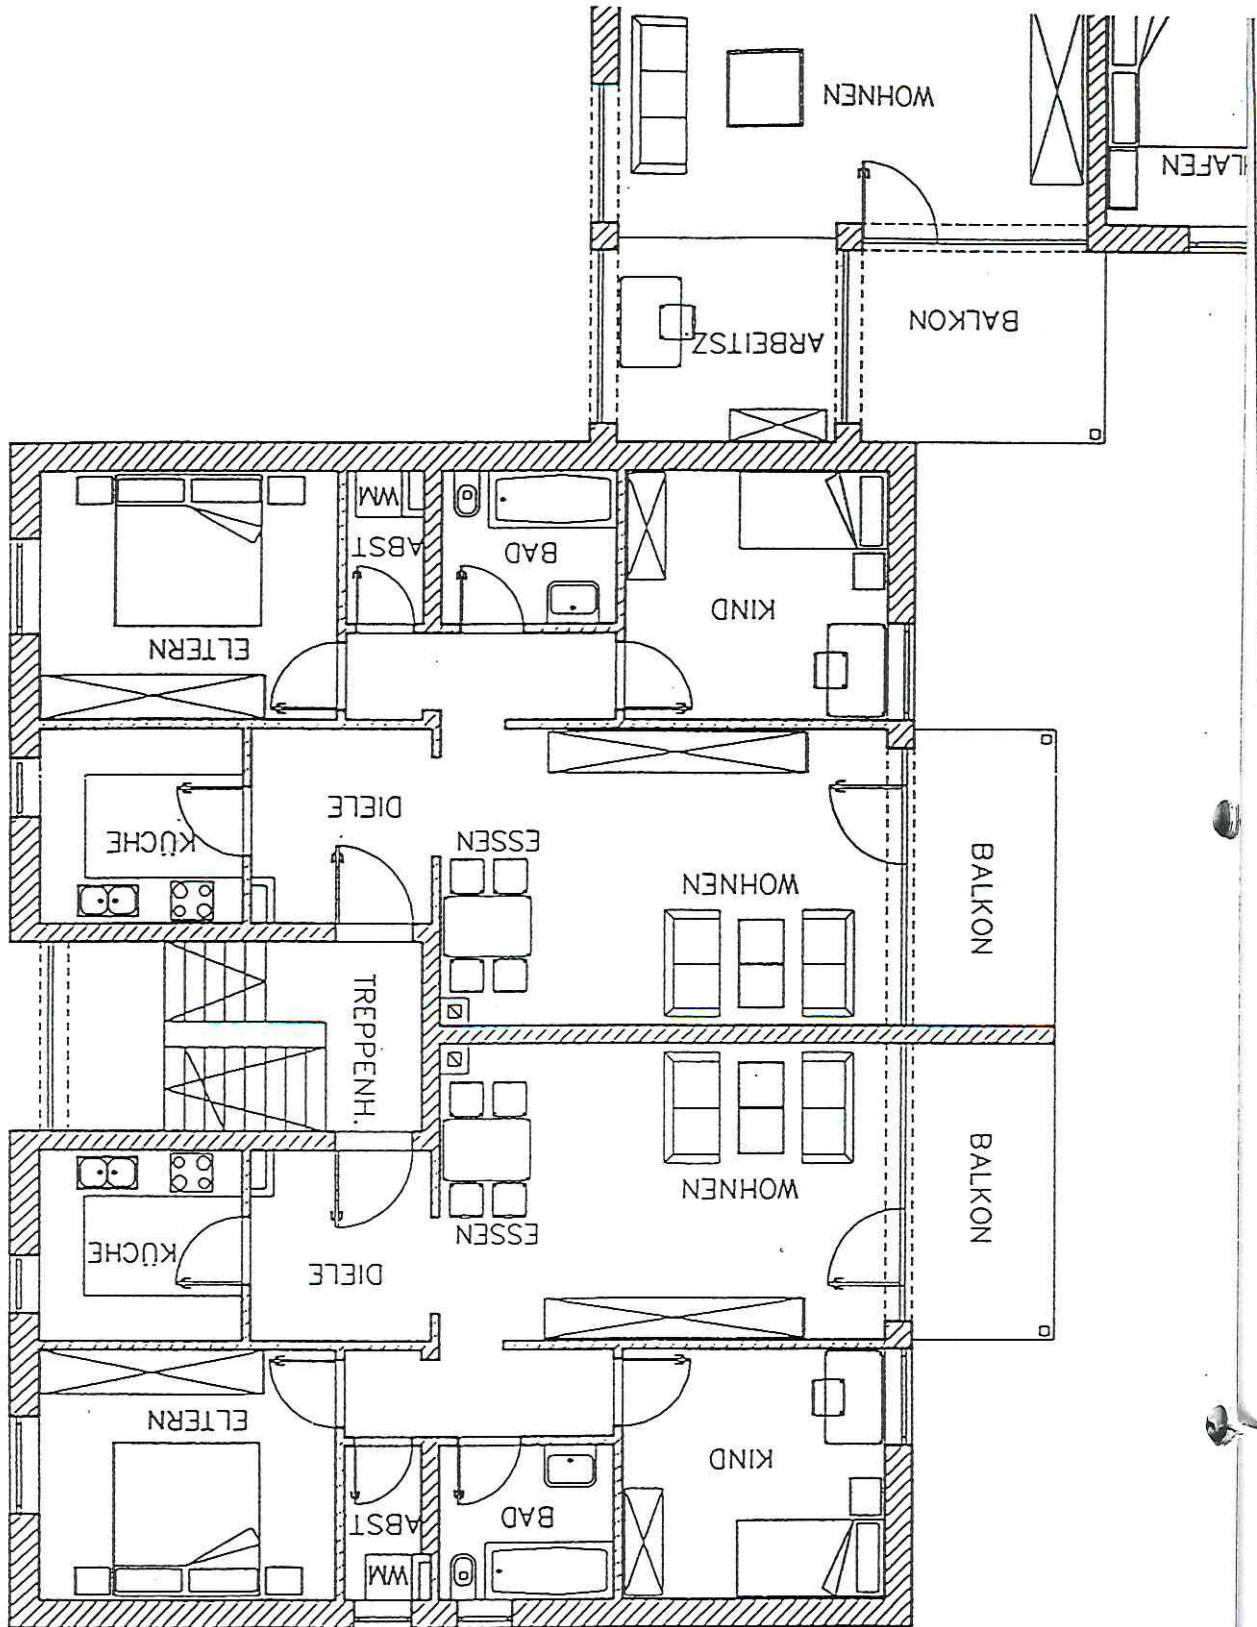 WOHNEN
LAFEN
ARBEITSZ
BALKON
WM
ABST
BAD
KIND
ELTERN
KÜCHE
DIELE
ESSEN
WOHNEN
BALKON
TREPPENH.
KÜCHE
DIELE
ESSEN
WOHNEN
BALKON
ELTERN
ABST
WM
BAD
KIND